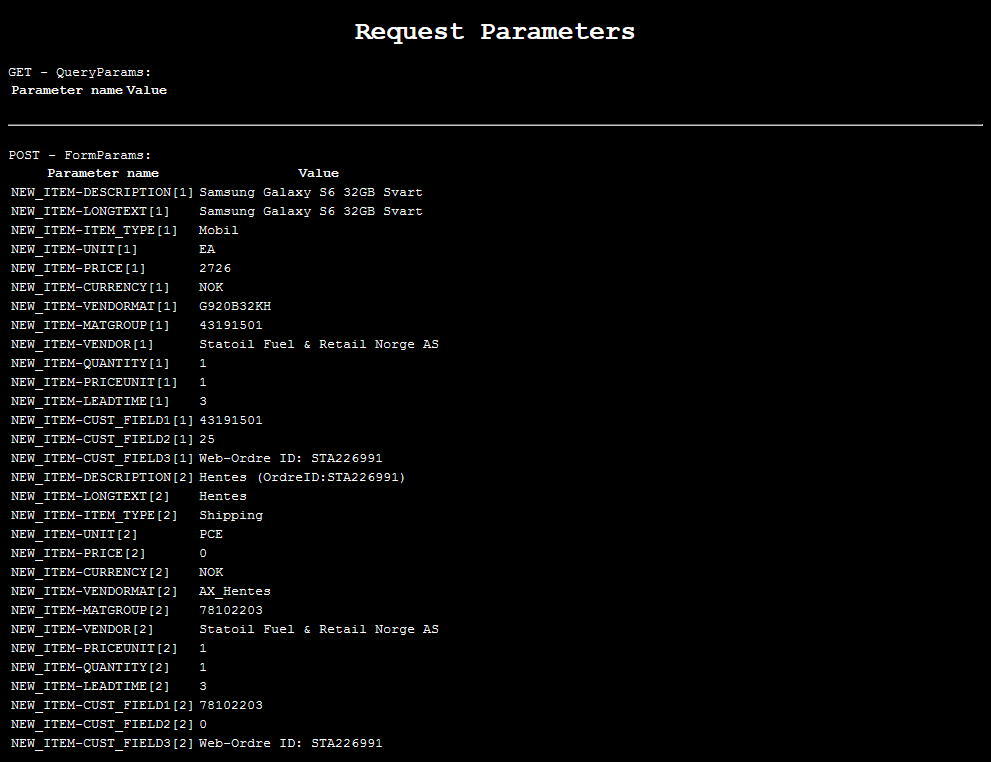 Request Parameters
GET - QueryParams:
Parameter name Value
POST - FormParams:
Parameter name Value
NEW_ITEM-DESCRIPTION[1] Samsung Galaxy S6 32GB Svart
NEW_ITEM-LONGTEXT[1] Samsung Galaxy S6 32GB Svart
NEW_ITEM-ITEM_TYPE[1] Mobil
NEW_ITEM-UNIT[1] EA
NEW_ITEM-PRICE[1] 2726
NEW_ITEM-CURRENCY[1] NOK
NEW_ITEM-VENDORMAT[1] G920B32KH
NEW_ITEM-MATGROUP[1] 43191501
NEW_ITEM-VENDOR[1] Statoil Fuel & Retail Norge AS
NEW_ITEM-QUANTITY[1] 1
NEW_ITEM-PRICEUNIT[1] 1
NEW_ITEM-LEADTIME[1] 3
NEW_ITEM-CUST_FIELD1[1] 43191501
NEW_ITEM-CUST_FIELD2[1] 25
NEW_ITEM-CUST_FIELD3[1] Web-Ordre ID: STA226991
NEW_ITEM-DESCRIPTION[2] Hentes (OrdreID:STA226991)
NEW_ITEM-LONGTEXT[2] Hentes
NEW_ITEM-ITEM_TYPE[2] Shipping
NEW_ITEM-UNIT[2] PCE
NEW_ITEM-PRICE[2] 0
NEW_ITEM-CURRENCY[2] NOK
NEW_ITEM-VENDORMAT[2] AX_Hentes
NEW_ITEM-MATGROUP[2] 78102203
NEW_ITEM-VENDOR[2] Statoil Fuel & Retail Norge AS
NEW_ITEM-PRICEUNIT[2] 1
NEW_ITEM-QUANTITY[2] 1
NEW_ITEM-LEADTIME[2] 3
NEW_ITEM-CUST_FIELD1[2] 78102203
NEW_ITEM-CUST_FIELD2[2] 0
NEW_ITEM-CUST_FIELD3[2] Web-Ordre ID: STA226991